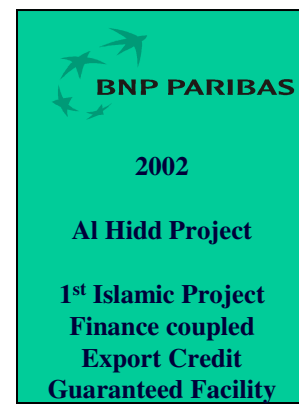 BNP PARIBAS
2002
Al Hidd Project
1st Islamic Project
Finance coupled
Export Credit
Guaranteed Facility